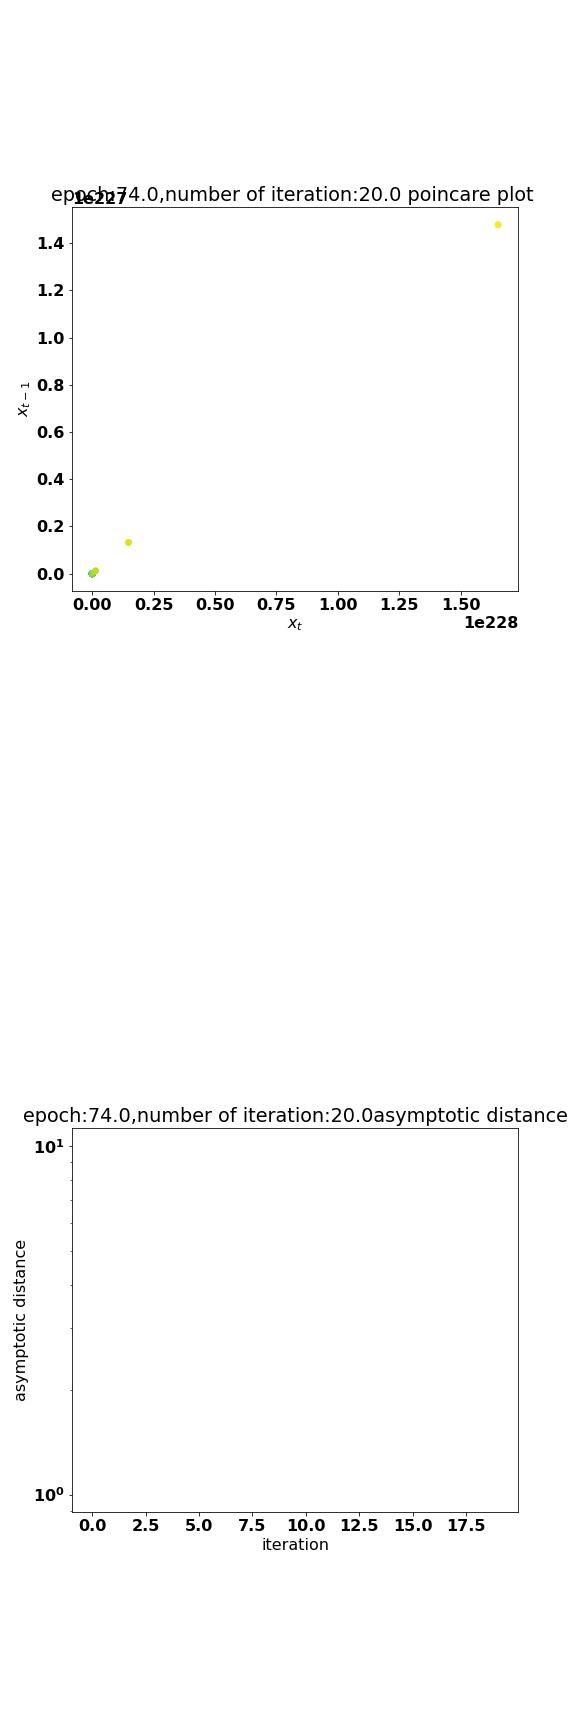 epoch:74.0,number of iteration:20.0 poincare plot
1e227
1.4
1.2
1.0
0.8
0.6
0.4
0.2
0.0
x_{t-1}
0.00 0.25 0.50 0.75 1.00 1.25 1.50
x_t
1e228
epoch:74.0,number of iteration:20.0asymptotic distance
10^1
10^0
asymptotic distance
0.0 2.5 5.0 7.5 10.0 12.5 15.0 17.5
iteration